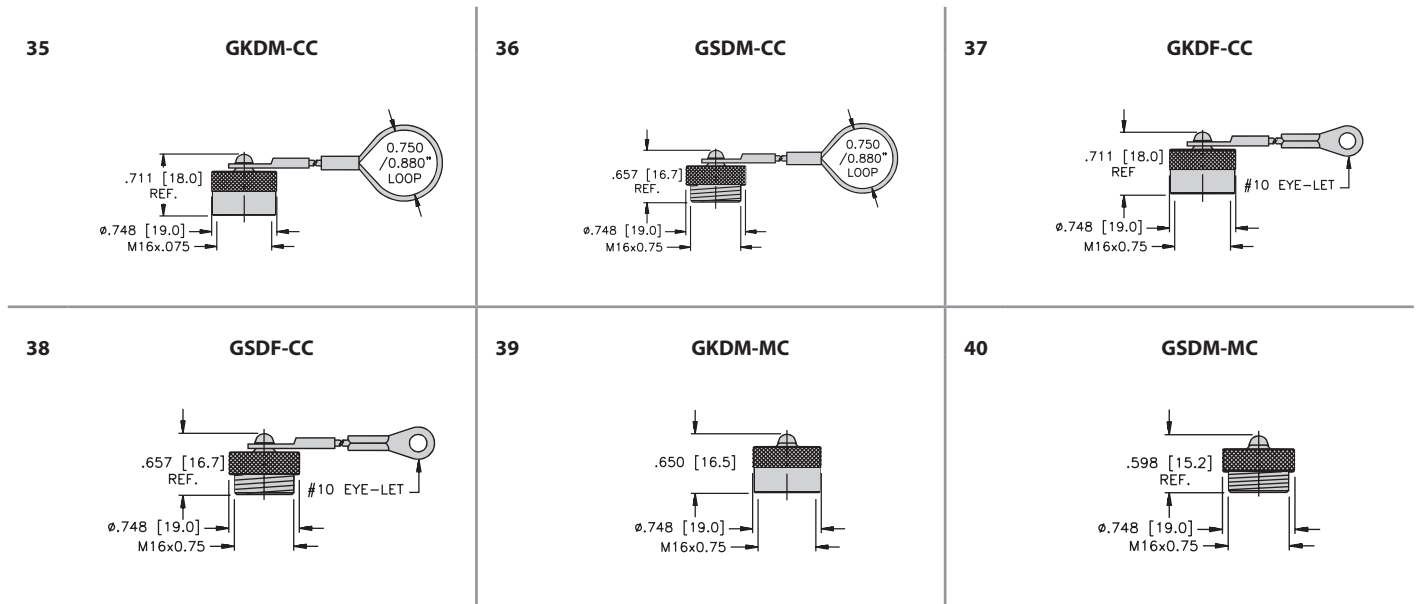 35 GKDM-CC
0.750
/0.880"
LOOP
.711 [18.0]
REF.
ø.748 [19.0]
M16x.075
36 GSDM-CC
0.750
/0.880"
LOOP
.657 [16.7]
REF.
ø.748 [19.0]
M16x0.75
37 GKDF-CC
.711 [18.0]
REF
#10 EYE-LET
ø.748 [19.0]
M16x0.75
38 GSDF-CC
.657 [16.7]
REF.
#10 EYE-LET
ø.748 [19.0]
M16x0.75
39 GKDM-MC
.650 [16.5]
ø.748 [19.0]
M16x0.75
40 GSDM-MC
.598 [15.2]
REF.
ø.748 [19.0]
M16x0.75